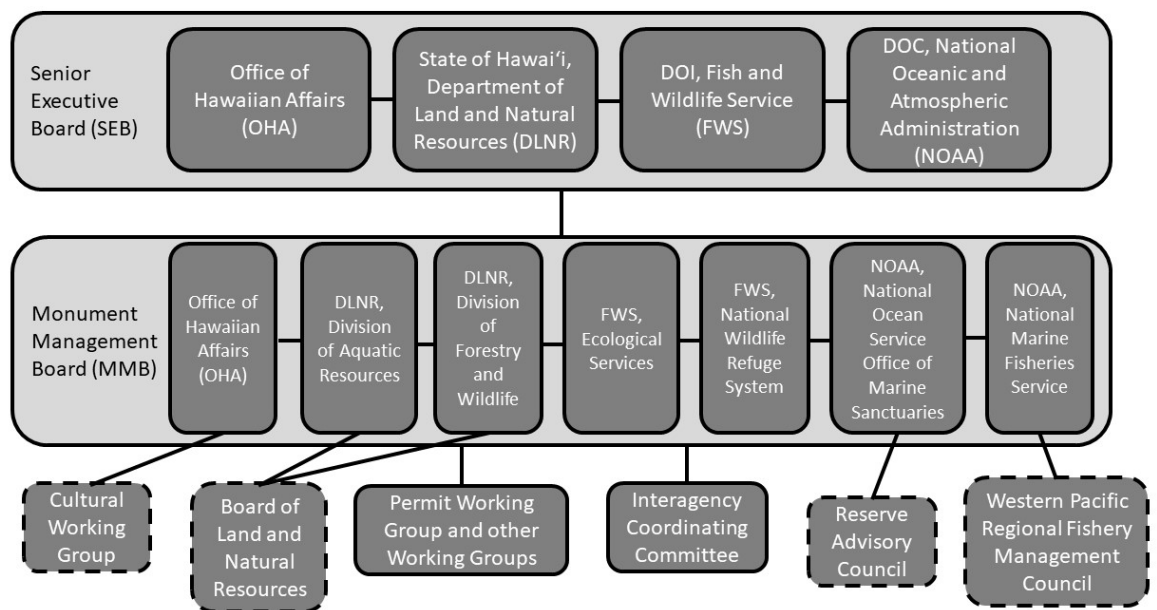 Senior
Executive
Board (SEB)
Office of
Hawaiian Affairs
(OHA)
State of Hawaiʻi,
Department of
Land and Natural
Resources (DLNR)
DOI, Fish and
Wildlife Service
(FWS)
DOC, National
Oceanic and
Atmospheric
Administration
(NOAA)
Monument
Management
Board (MMB)
Office of
Hawaiian
Affairs
(OHA)
DLNR,
Division
of Aquatic
Resources
DLNR,
Division
of
Forestry
and
Wildlife
FWS,
Ecological
Services
FWS,
National
Wildlife
Refuge
System
NOAA,
National
Ocean
Service
Office of
Marine
Sanctuaries
NOAA,
National
Marine
Fisheries
Service
Cultural
Working
Group
Board of
Land and
Natural
Resources
Permit Working
Group and other
Working Groups
Interagency
Coordinating
Committee
Reserve
Advisory
Council
Western Pacific
Regional Fishery
Management
Council